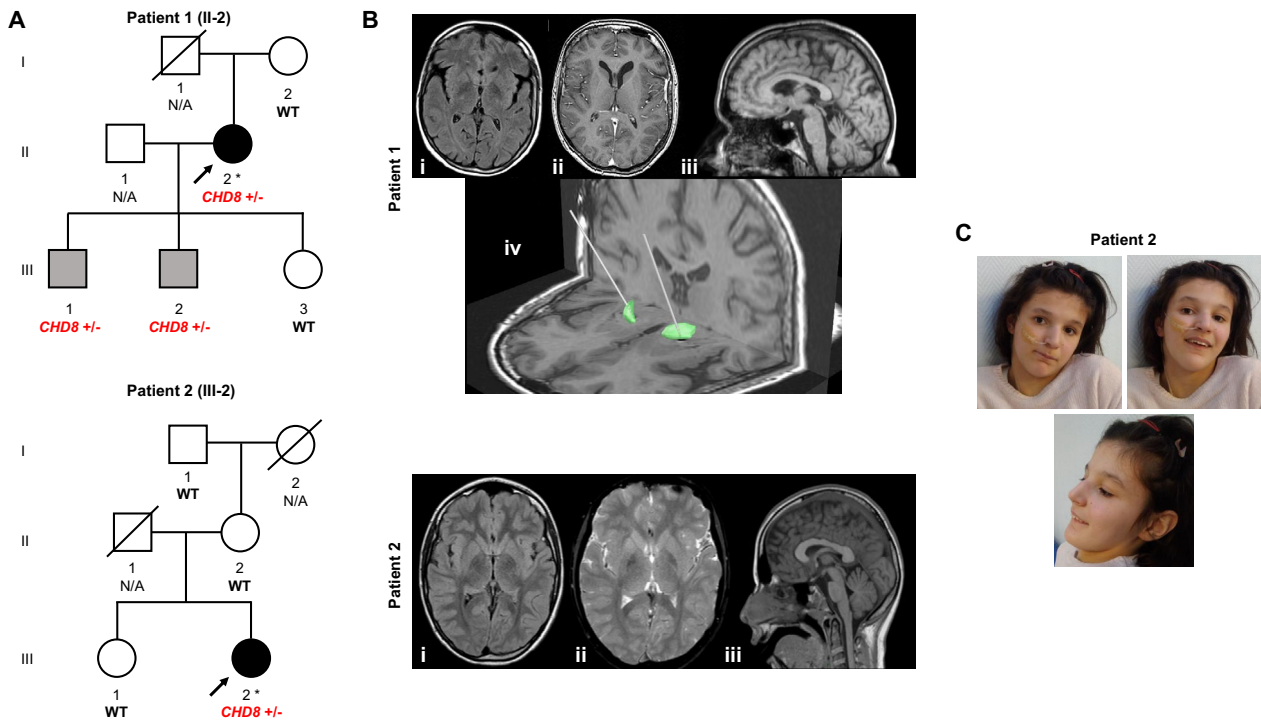 A
Patient 1 (II-2)
I
1
N/A
2
WT
II
1
N/A
2 *
CHD8 +/-
III
1
CHD8 +/-
2
CHD8 +/-
3
WT
Patient 2 (III-2)
I
1
WT
2
N/A
II
1
N/A
2
WT
III
1
WT
2 *
CHD8 +/-
B
Patient 1
i
ii
iii
iv
Patient 2
i
ii
iii
C
Patient 2